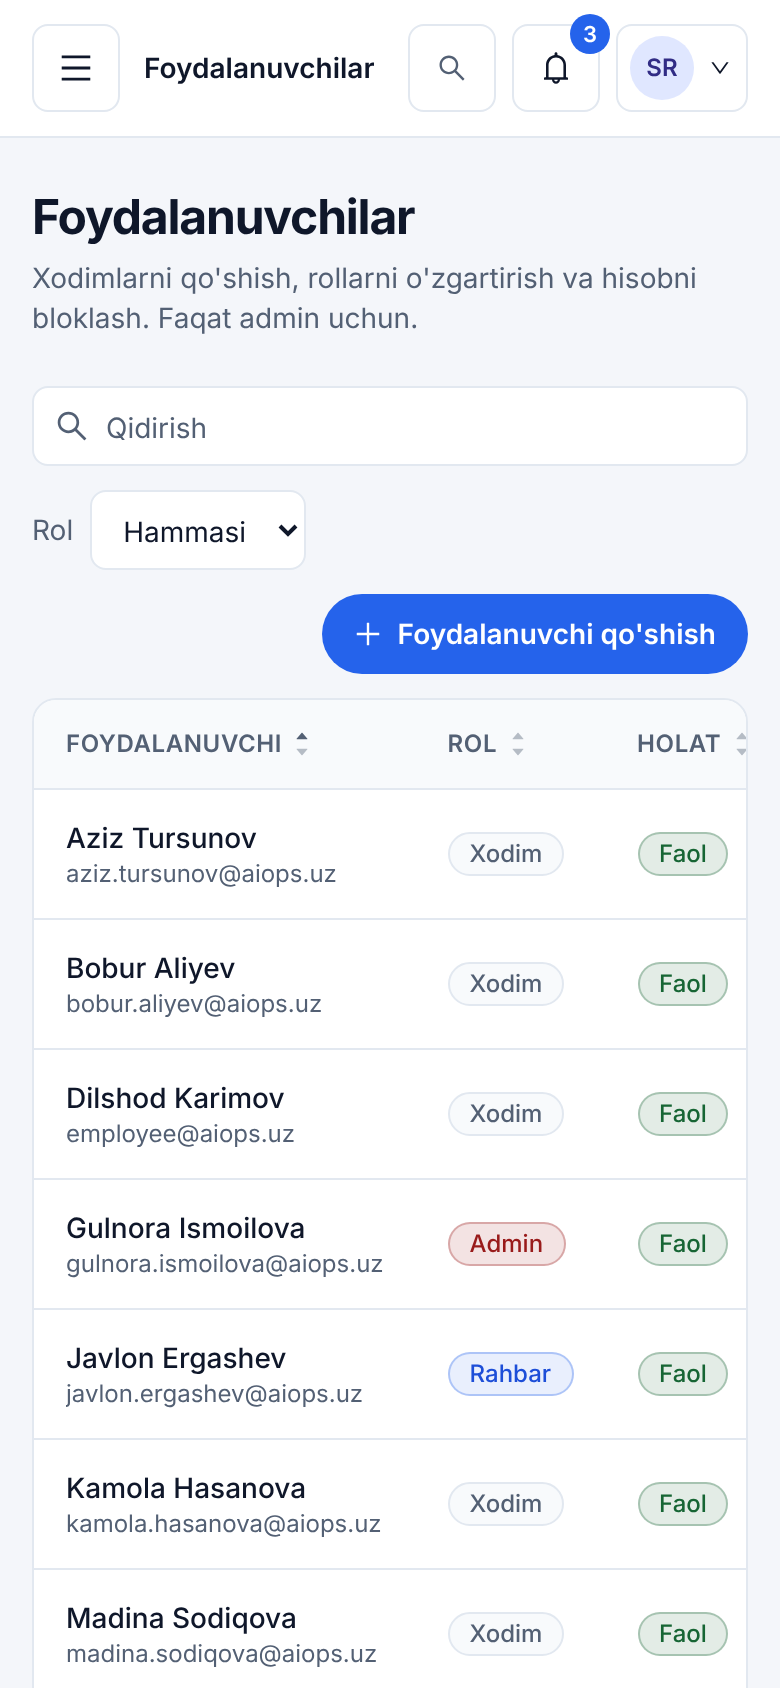 Foydalanuvchilar
3
SR
Foydalanuvchilar
Xodimlarni qo'shish, rollarni o'zgartirish va hisobni
bloklash. Faqat admin uchun.
Qidirish
Rol
Hammasi
Foydalanuvchi qo'shish
FOYDALANUVCHI ROL HOLAT
Aziz Tursunov
aziz.tursunov@aiops.uz
Xodim
Faol
Bobur Aliyev
bobur.aliyev@aiops.uz
Xodim
Faol
Dilshod Karimov
employee@aiops.uz
Xodim
Faol
Gulnora Ismoilova
gulnora.ismoilova@aiops.uz
Admin
Faol
Javlon Ergashev
javlon.ergashev@aiops.uz
Rahbar
Faol
Kamola Hasanova
kamola.hasanova@aiops.uz
Xodim
Faol
Madina Sodiqova
madina.sodiqova@aiops.uz
Xodim
Faol